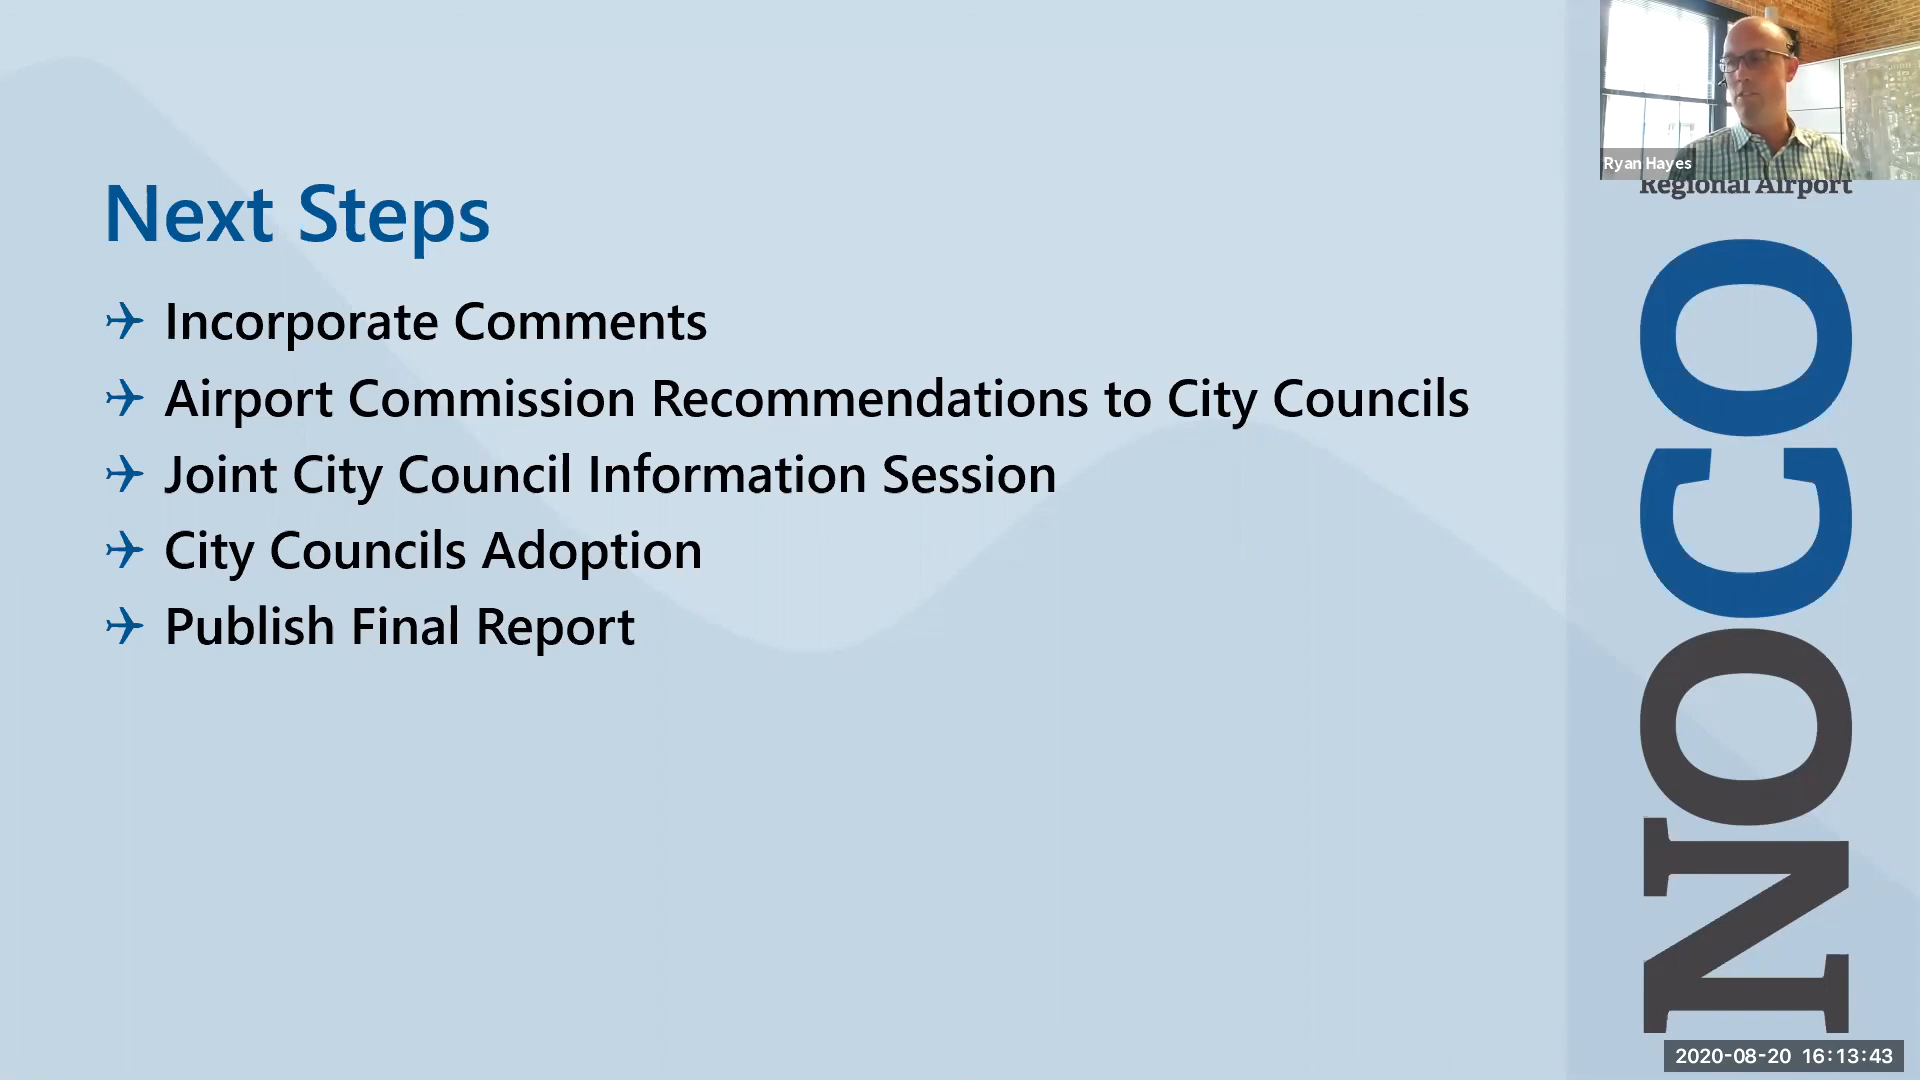 Next Steps
Incorporate Comments
Airport Commission Recommendations to City Councils
Joint City Council Information Session
City Councils Adoption
Publish Final Report
Ryan Hayes
Regional Airport
NOCO
2020-08-20 16:13:43